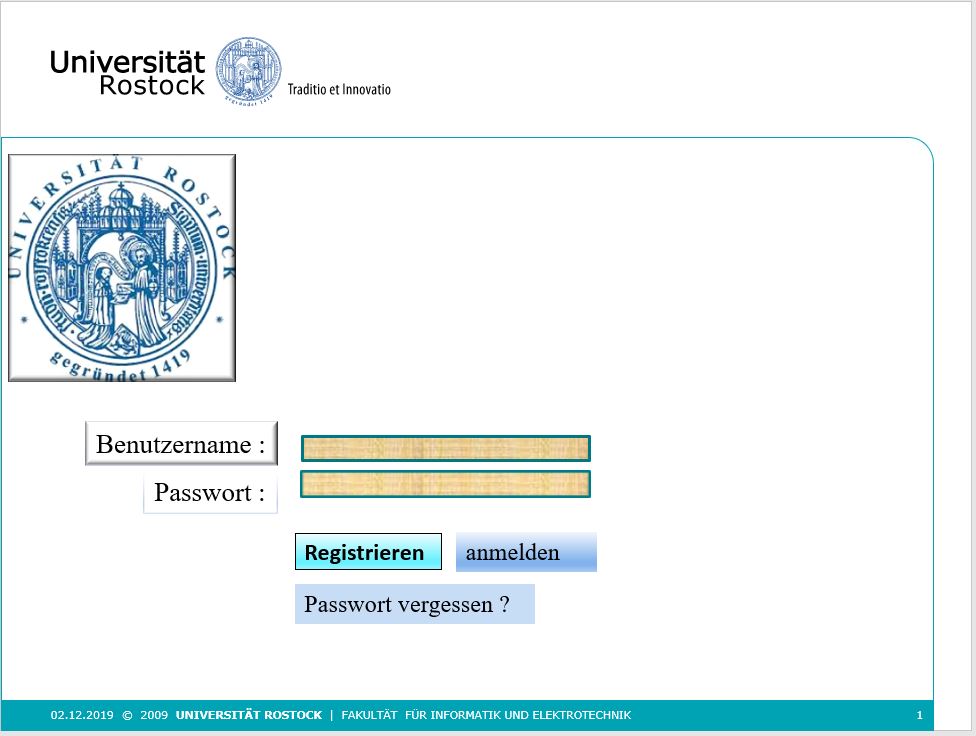 Universität
Rostock
Traditio et Innovatio
UNIVERSITÄT ROSTOCK
gegründet 1419
Benutzername :
Passwort :
Registrieren
anmelden
Passwort vergessen ?
02.12.2019 © 2009 UNIVERSITÄT ROSTOCK | FAKULTÄT FÜR INFORMATIK UND ELEKTROTECHNIK
1